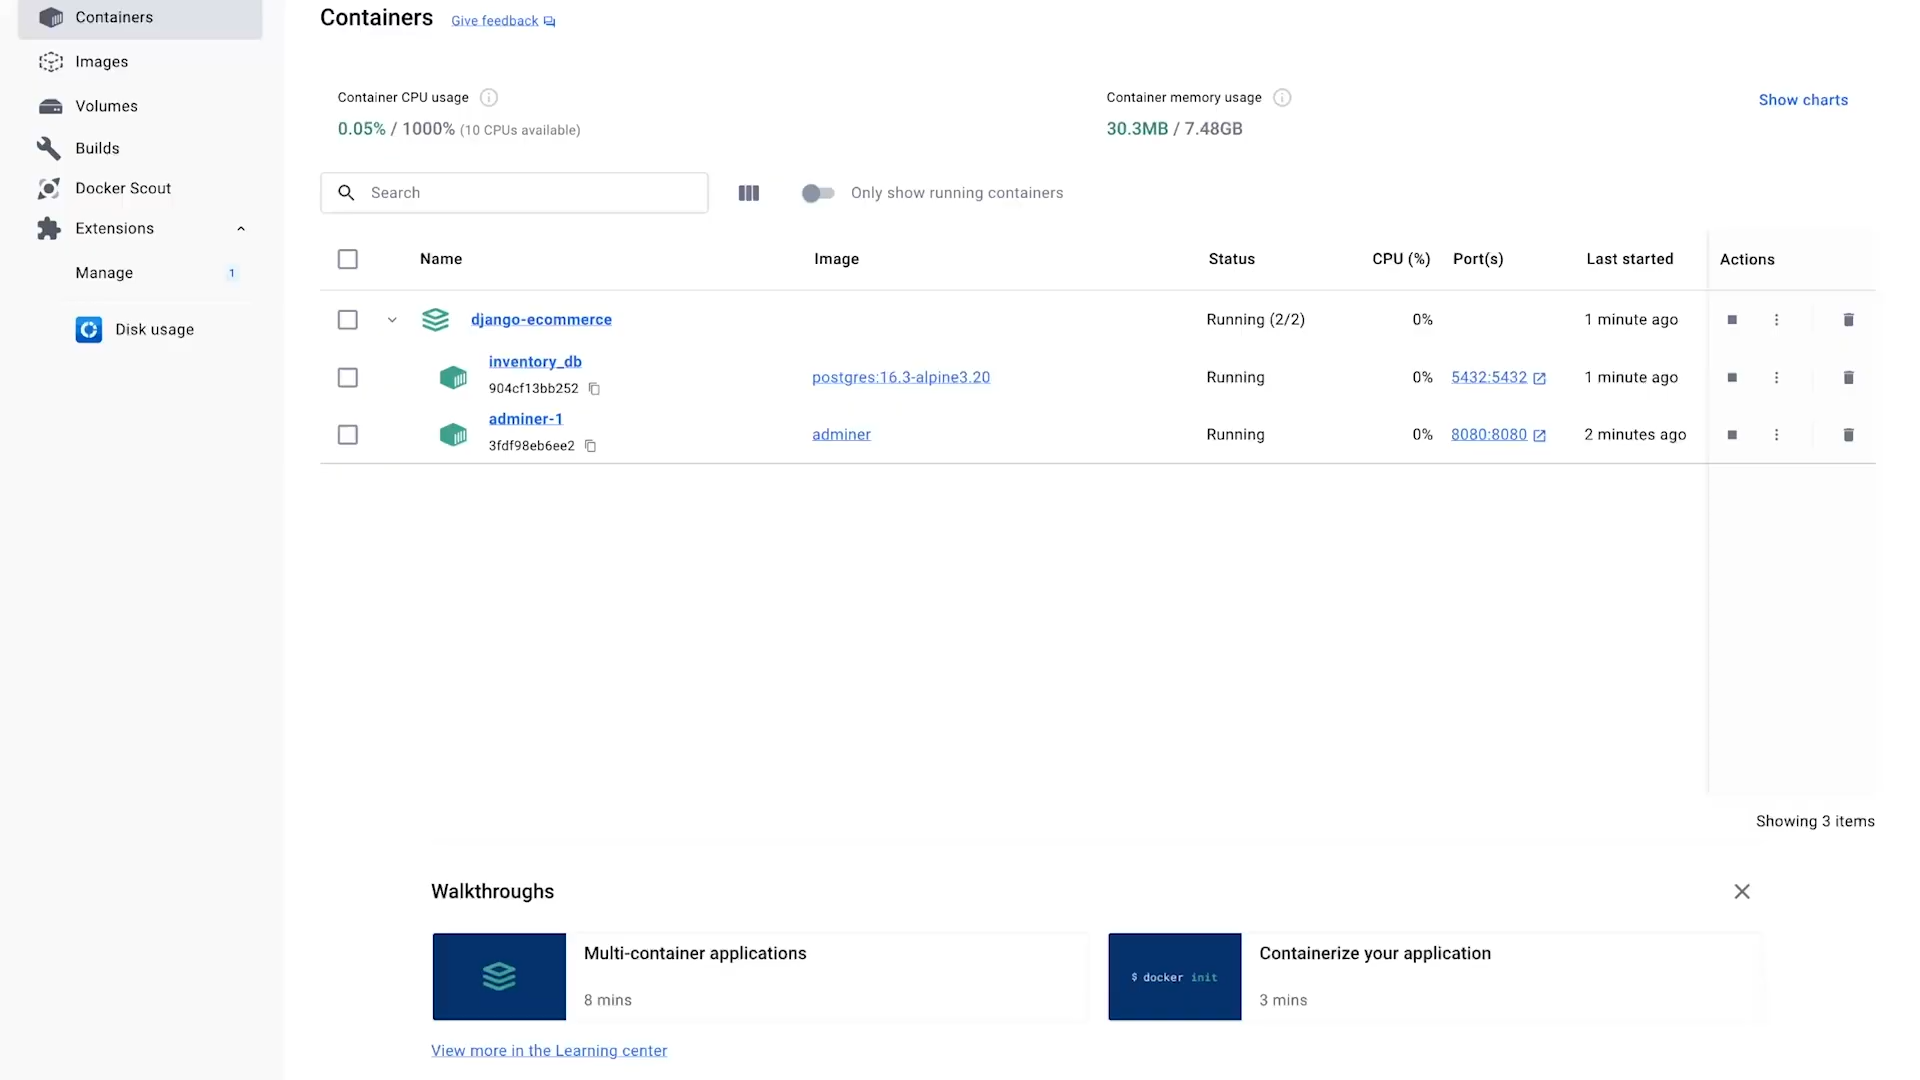 Containers
Images
Volumes
Builds
Docker Scout
Extensions
Manage 1
Disk usage
Containers Give feedback
Container CPU usage
0.05% / 1000% (10 CPUs available)
Container memory usage
30.3MB / 7.48GB
Show charts
Search
Only show running containers
Name Image Status CPU (%) Port(s) Last started Actions
django-ecommerce Running (2/2) 0% 1 minute ago
inventory_db
904cf13bb252
postgres:16.3-alpine3.20 Running 0% 5432:5432 1 minute ago
adminer-1
3fdf98eb6ee2
adminer Running 0% 8080:8080 2 minutes ago
Showing 3 items
Walkthroughs
Multi-container applications
8 mins
$ docker init
Containerize your application
3 mins
View more in the Learning center